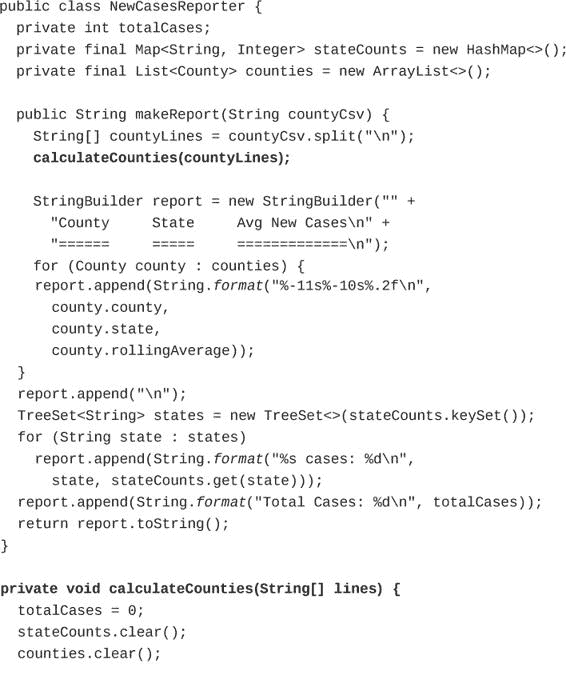 public class NewCasesReporter {
  private int totalCases;
  private final Map<String, Integer> stateCounts = new HashMap<>();
  private final List<County> counties = new ArrayList<>();

  public String makeReport(String countyCsv) {
    String[] countyLines = countyCsv.split("\n");
    calculateCounties(countyLines);

    StringBuilder report = new StringBuilder("" +
      "County     State     Avg New Cases\n" +
      "======     =====     =============\n");
    for (County county : counties) {
    report.append(String.format("%-11s%-10s%.2f\n",
      county.county,
      county.state,
      county.rollingAverage));
  }
  report.append("\n");
  TreeSet<String> states = new TreeSet<>(stateCounts.keySet());
  for (String state : states)
    report.append(String.format("%s cases: %d\n",
      state, stateCounts.get(state)));
  report.append(String.format("Total Cases: %d\n", totalCases));
  return report.toString();
}

private void calculateCounties(String[] lines) {
  totalCases = 0;
  stateCounts.clear();
  counties.clear();